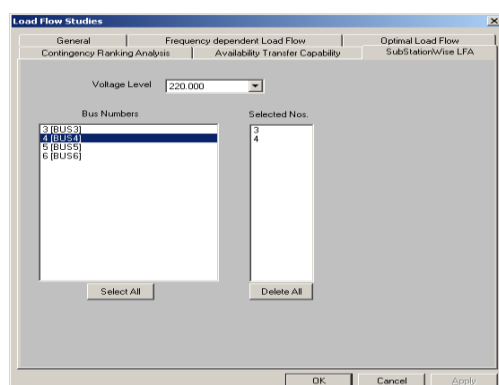 Load Flow Studies
General Frequency dependent Load Flow Optimal Load Flow
Contingency Ranking Analysis Availability Transfer Capability SubStationWise LFA
Voltage Level 220.000
Bus Numbers Selected Nos.
3 [BUS3] 3
4 [BUS4] 4
5 [BUS5]
6 [BUS6]
Select All Delete All
OK Cancel Apply